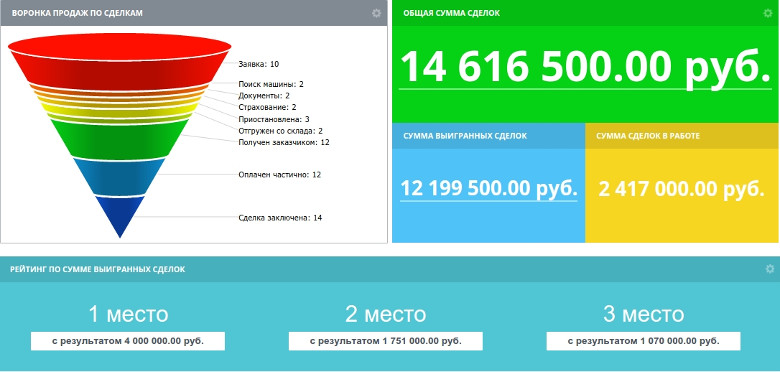 ВОРОНКА ПРОДАЖ ПО СДЕЛКАМ
Заявка: 10
Поиск машины: 2
Документы: 2
Страхование: 2
Приостановлена: 3
Отгружен со склада: 2
Получен заказчиком: 12
Оплачен частично: 12
Сделка заключена: 14
ОБЩАЯ СУММА СДЕЛОК
14 616 500.00 руб.
СУММА ВЫИГРАННЫХ СДЕЛОК
12 199 500.00 руб.
СУММА СДЕЛОК В РАБОТЕ
2 417 000.00 руб.
РЕЙТИНГ ПО СУММЕ ВЫИГРАННЫХ СДЕЛОК
1 место
с результатом 4 000 000.00 руб.
2 место
с результатом 1 751 000.00 руб.
3 место
с результатом 1 070 000.00 руб.